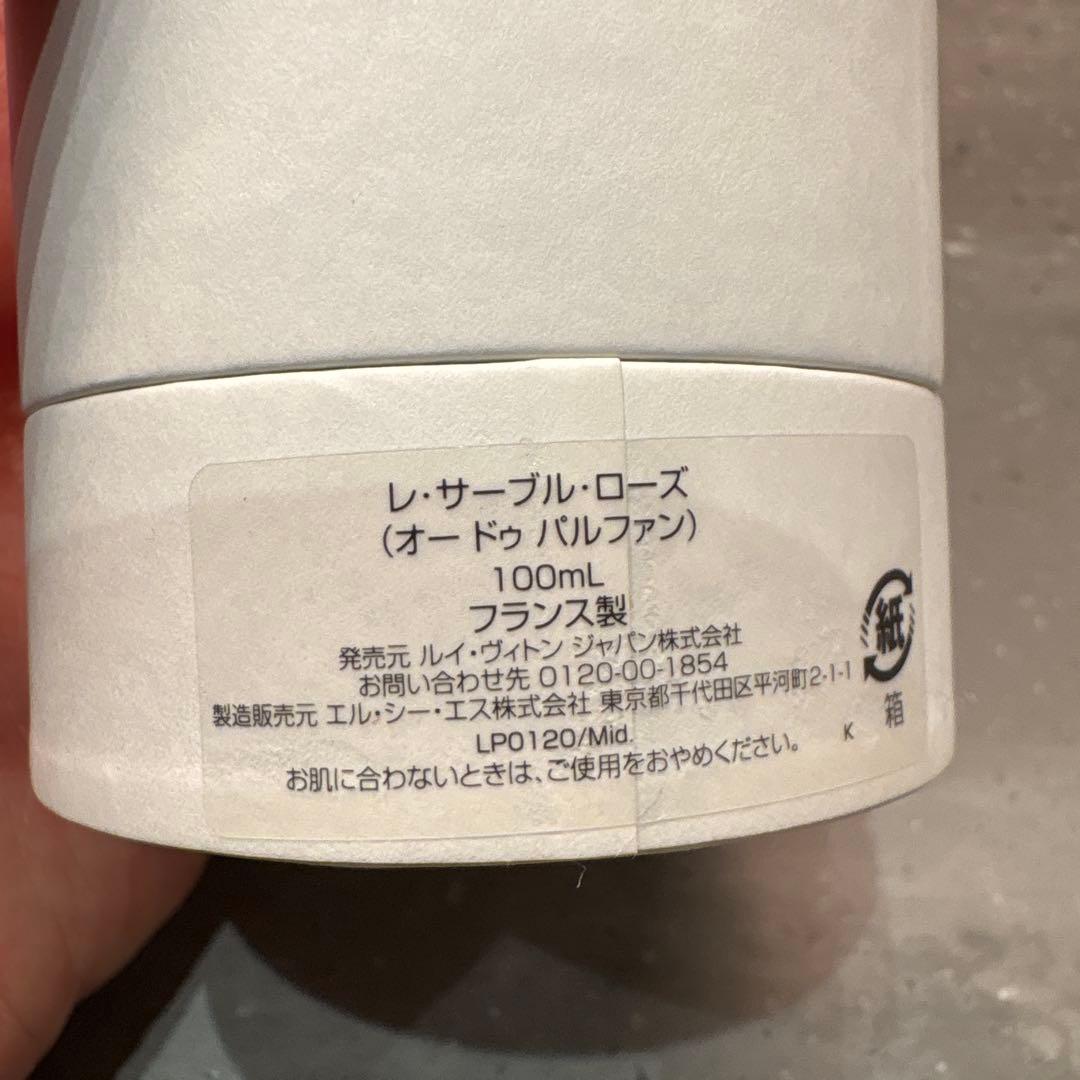 レ・サーブル・ローズ
(オー ドゥ パルファン)
100mL
フランス製
発売元 ルイ・ヴィトン ジャパン株式会社
お問い合わせ先 0120-00-1854
製造販売元 エル・シー・エス株式会社 東京都千代田区平河町2-1-1
LP0120/Mid.
お肌に合わないときは、ご使用をおやめください。
K
紙
箱